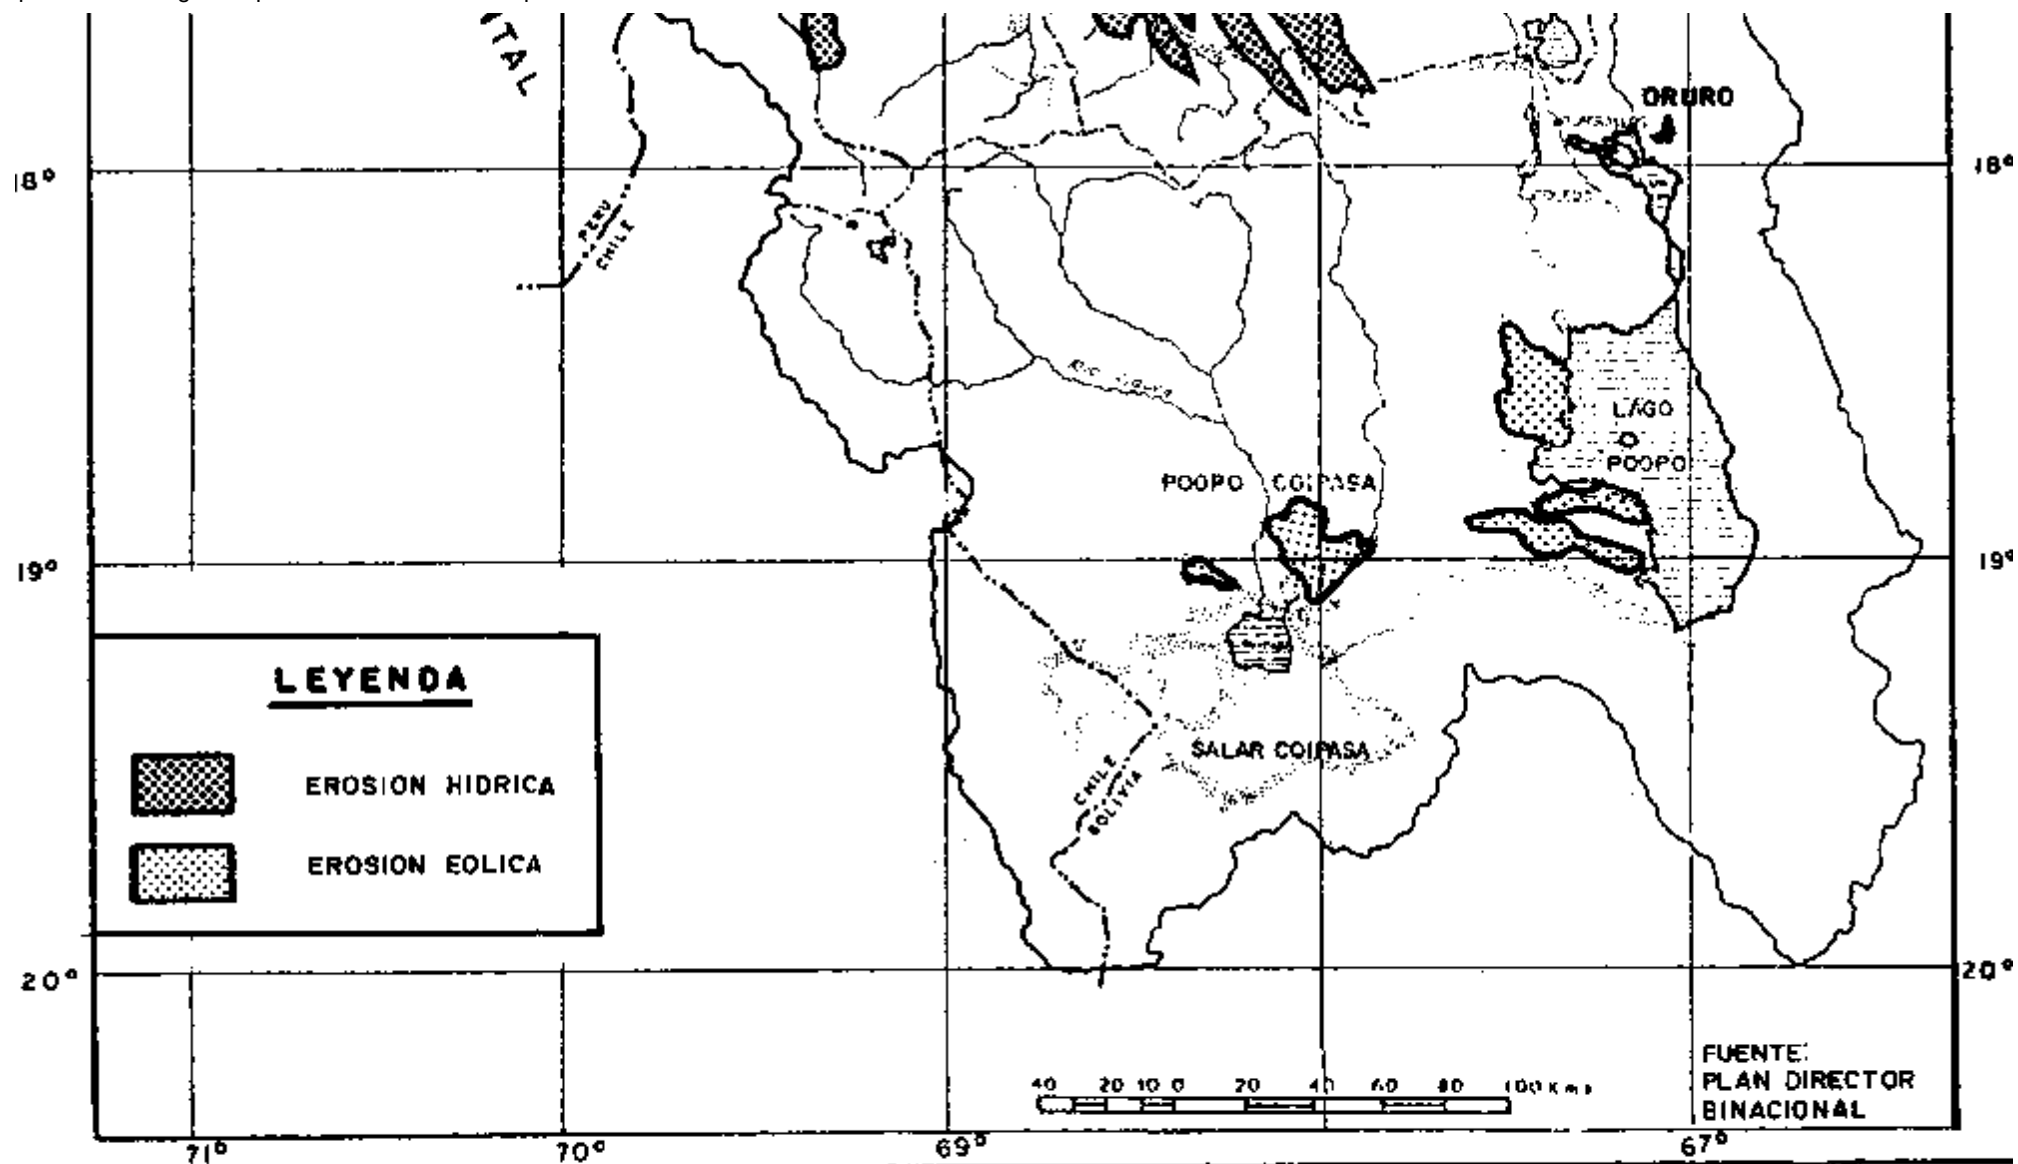 TAL
ORURO
18°
18°
PERU
CHILE
RIO
LAGO
POOPO
POOPO COIPASA
19°
19°
LEYENDA
EROSION HIDRICA
EROSION EOLICA
SALAR COIPASA
CHILE
BOLIVIA
20°
20°
FUENTE:
PLAN DIRECTOR
BINACIONAL
40 20 10 0 20 40 60 80 100 Kms
71° 70° 69° 67°